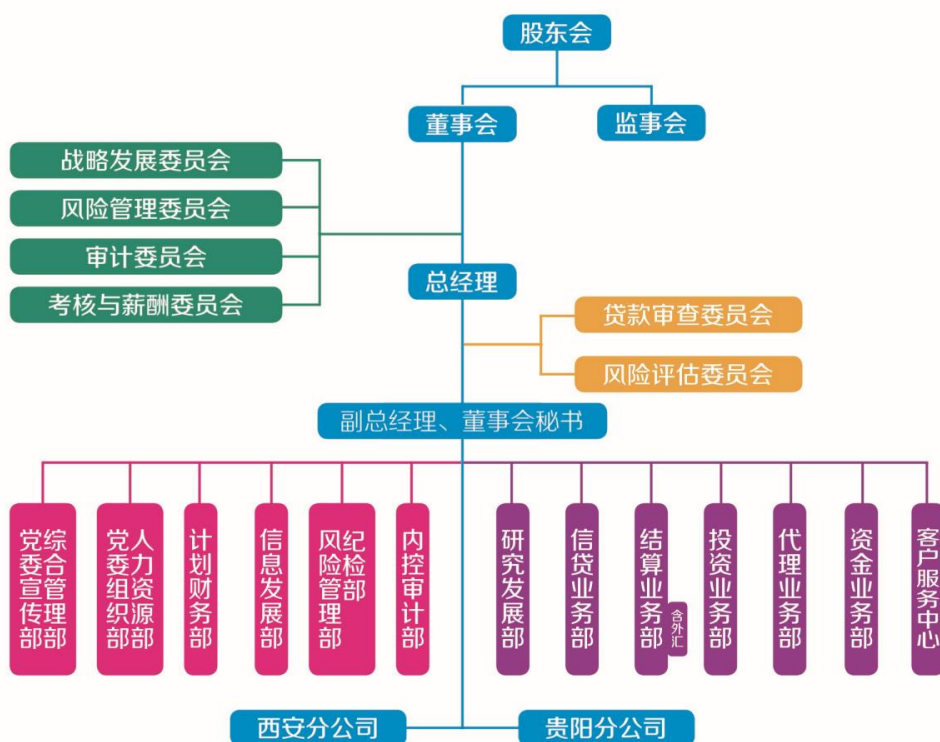 股东会
董事会
监事会
战略发展委员会
风险管理委员会
审计委员会
考核与薪酬委员会
总经理
贷款审查委员会
风险评估委员会
副总经理、董事会秘书
综合管理部
党委宣传部
人力资源部
党委组织部
计划财务部
信息发展部
纪检部
风险管理部
内控审计部
研究发展部
信贷业务部
结算业务部
含外汇
投资业务部
代理业务部
资金业务部
客户服务中心
西安分公司
贵阳分公司